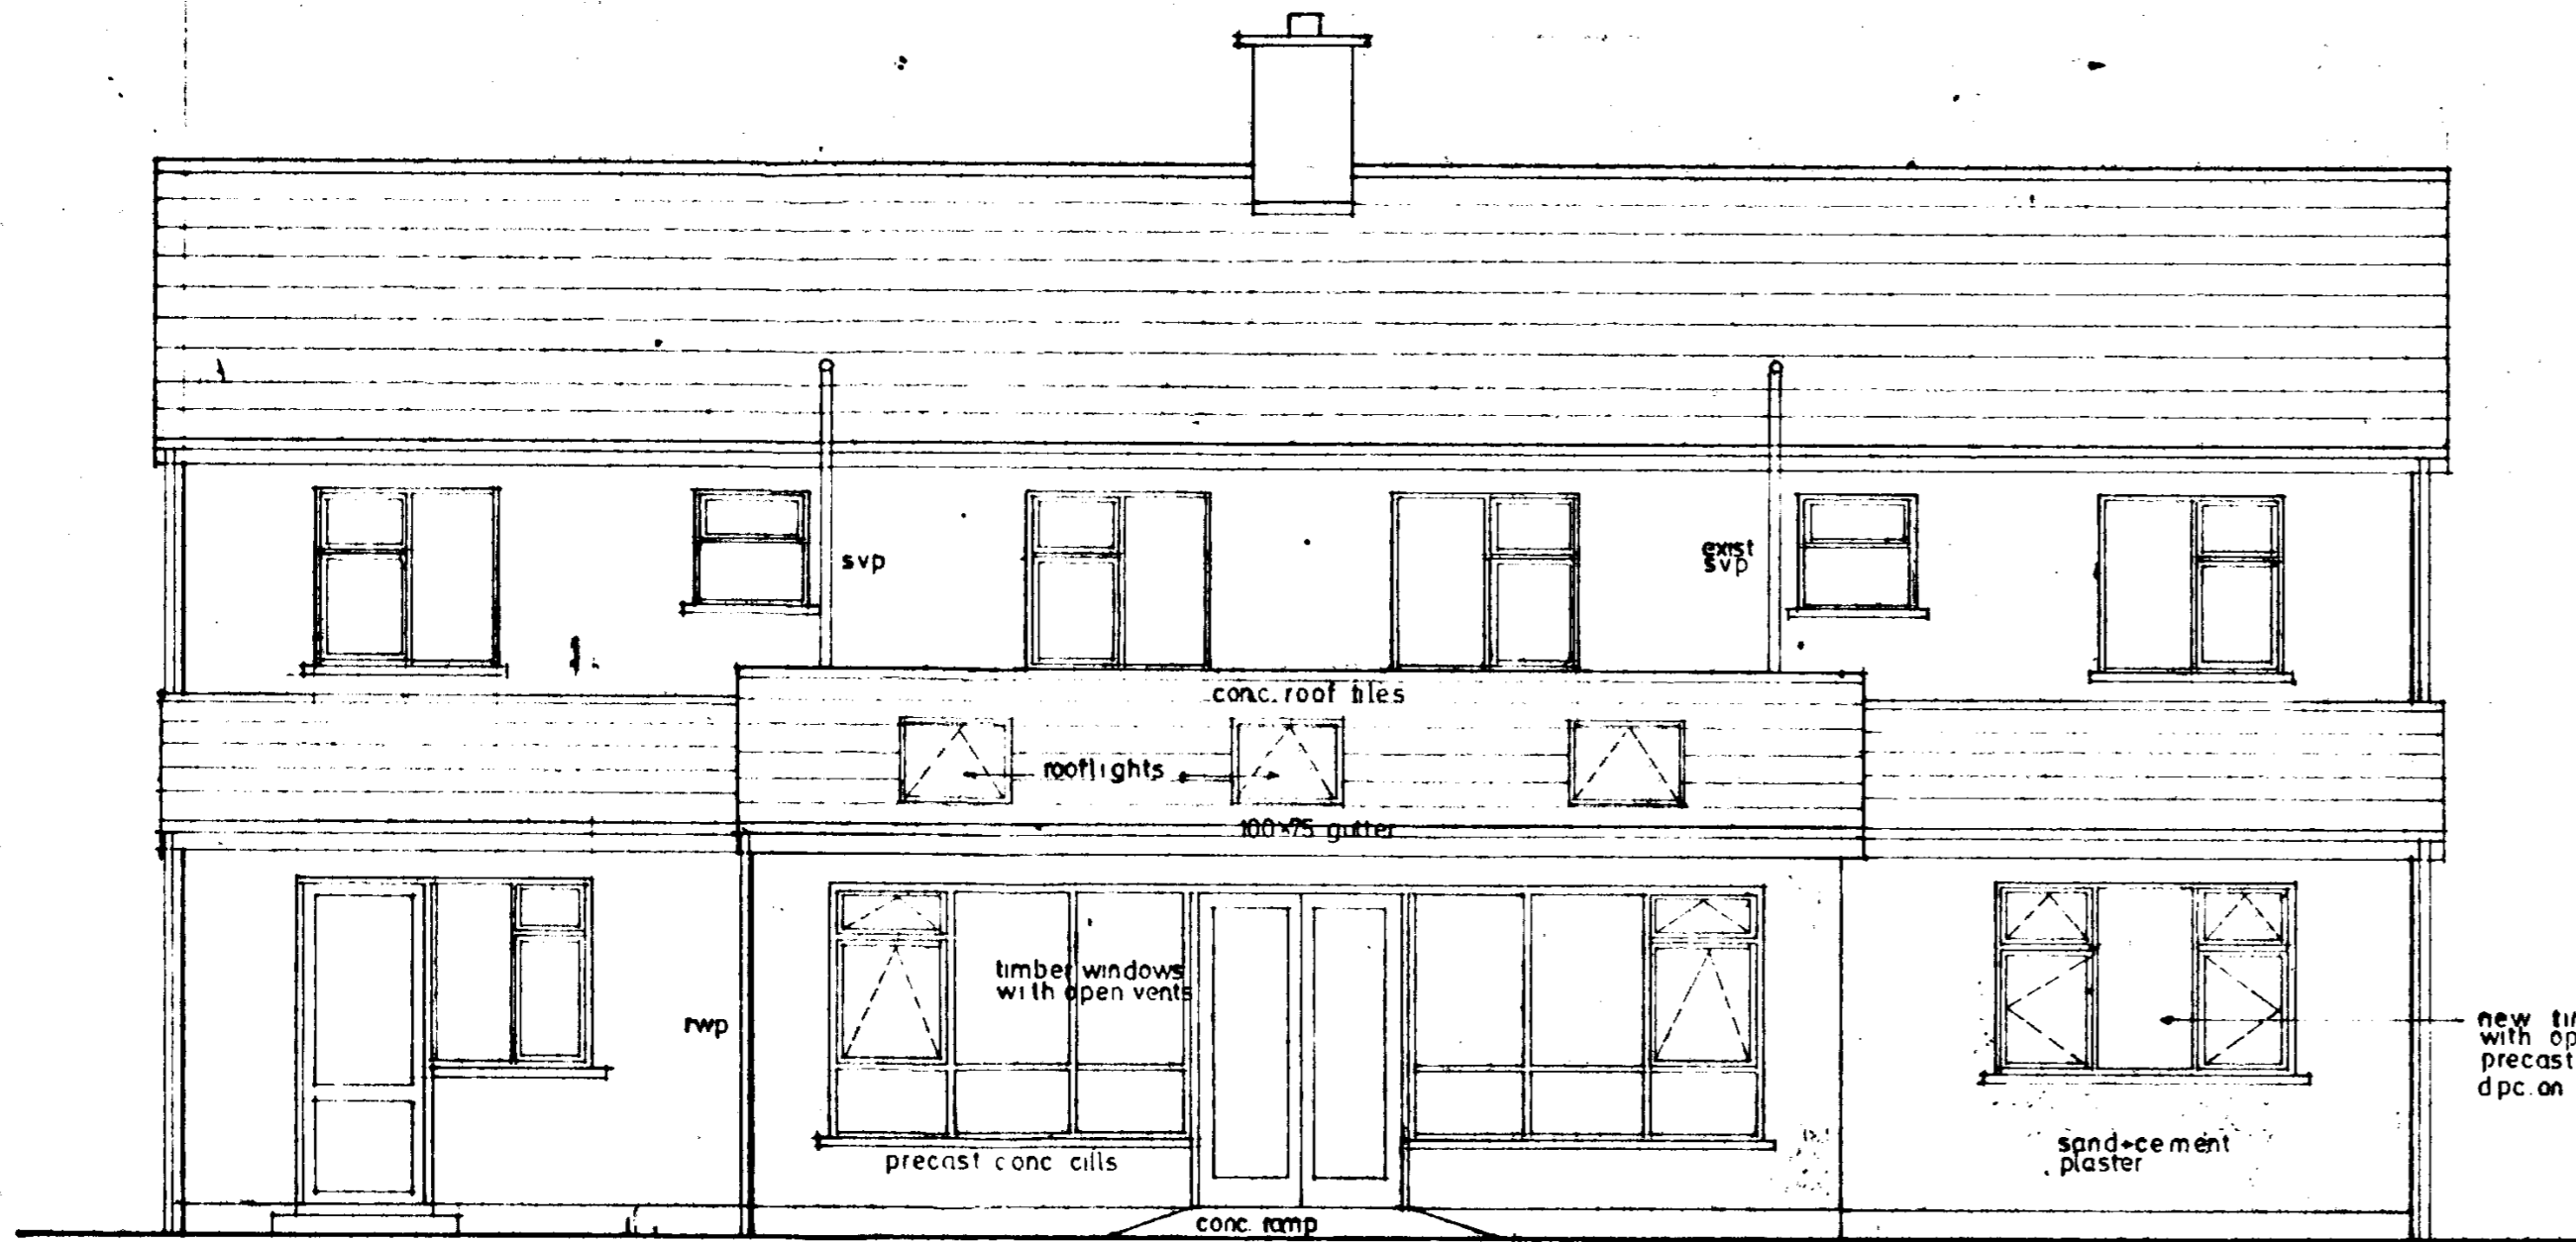 svp
exist
svp
conc. roof tiles
rooflights
100×75 gutter
timber windows
with open vents
rwp
new
with
precast
dpc. on
precast conc cills
sand+cement
plaster
conc. ramp